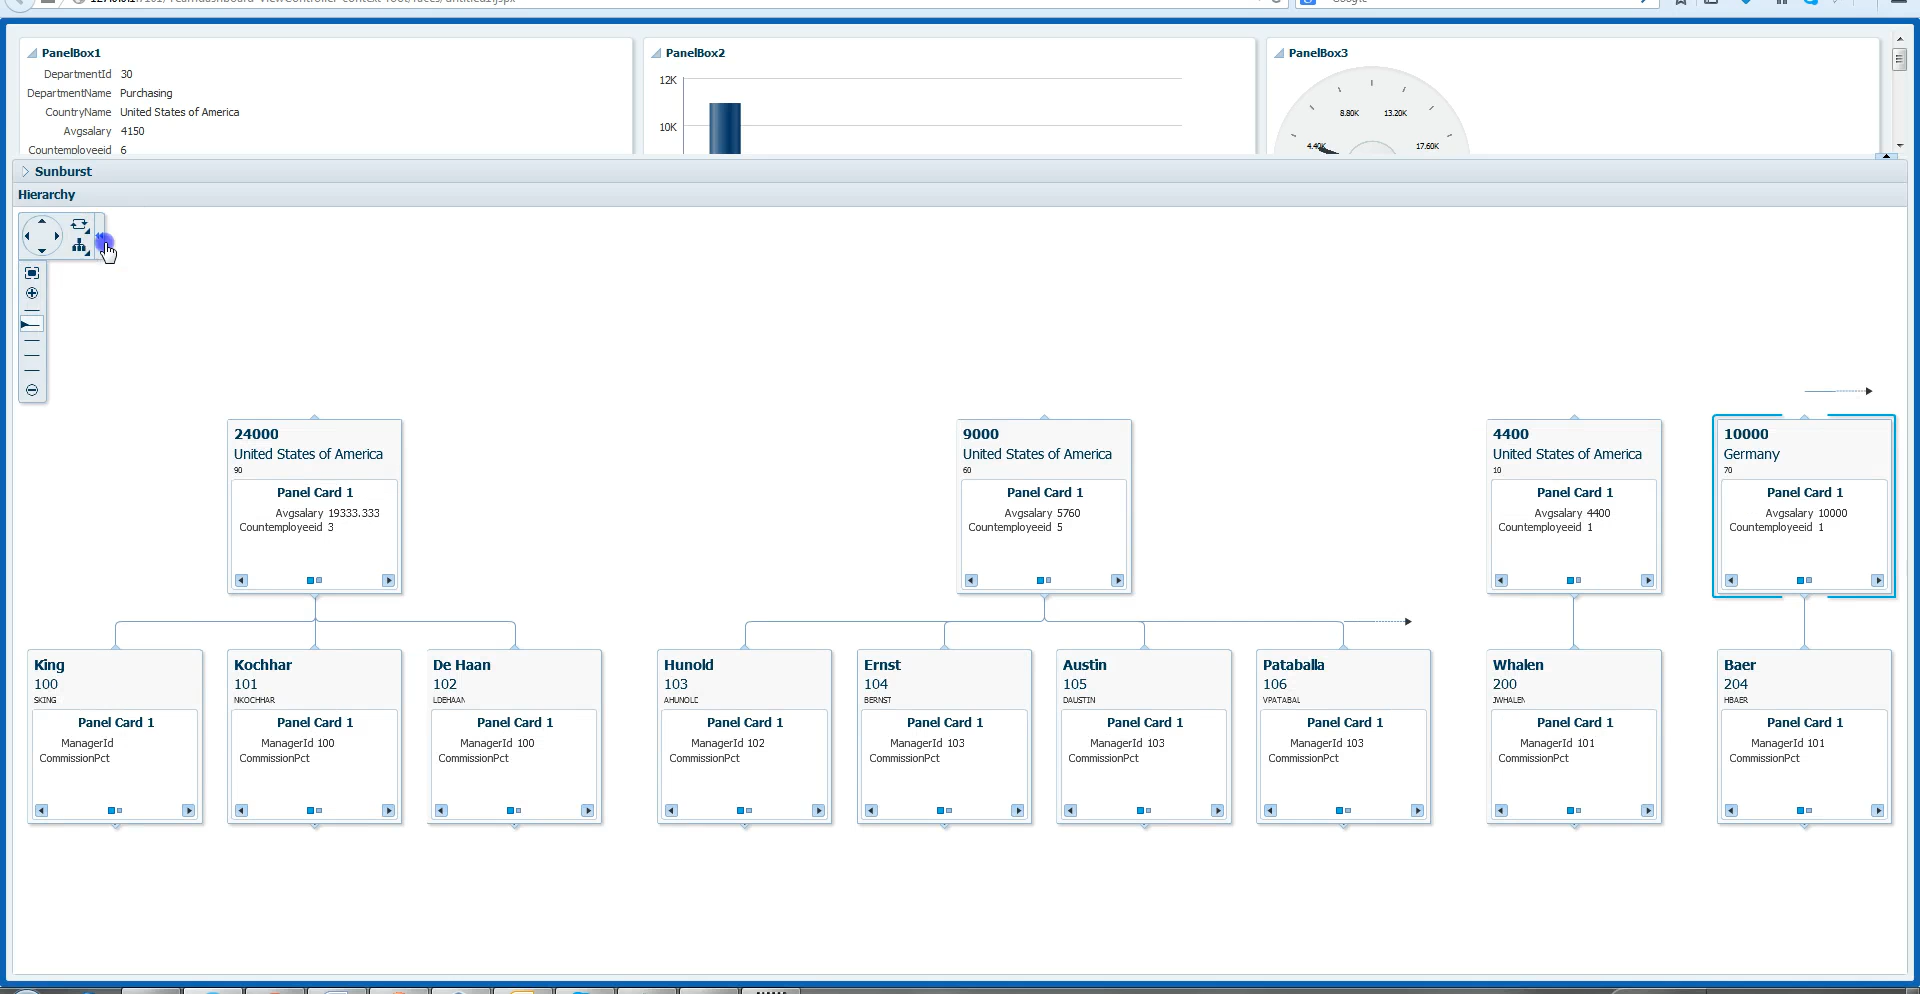 PanelBox1
DepartmentId 30
DepartmentName Purchasing
CountryName United States of America
Avgsalary 4150
Countemployeeid 6
PanelBox2
12K
10K
PanelBox3
8.80K 13.20K
4.40K 17.60K
Sunburst
Hierarchy
24000
United States of America
90
Panel Card 1
Avgsalary 19333.333
Countemployeeid 3
9000
United States of America
60
Panel Card 1
Avgsalary 5760
Countemployeeid 5
4400
United States of America
10
Panel Card 1
Avgsalary 4400
Countemployeeid 1
10000
Germany
70
Panel Card 1
Avgsalary 10000
Countemployeeid 1
King
100
SKING
Panel Card 1
ManagerId
CommissionPct
Kochhar
101
NKOCHHAR
Panel Card 1
ManagerId 100
CommissionPct
De Haan
102
LDEHAAN
Panel Card 1
ManagerId 100
CommissionPct
Hunold
103
AHUNOLD
Panel Card 1
ManagerId 102
CommissionPct
Ernst
104
BERNST
Panel Card 1
ManagerId 103
CommissionPct
Austin
105
DAUSTIN
Panel Card 1
ManagerId 103
CommissionPct
Pataballa
106
VPATABAL
Panel Card 1
ManagerId 103
CommissionPct
Whalen
200
JWHALEN
Panel Card 1
ManagerId 101
CommissionPct
Baer
204
HBAER
Panel Card 1
ManagerId 101
CommissionPct